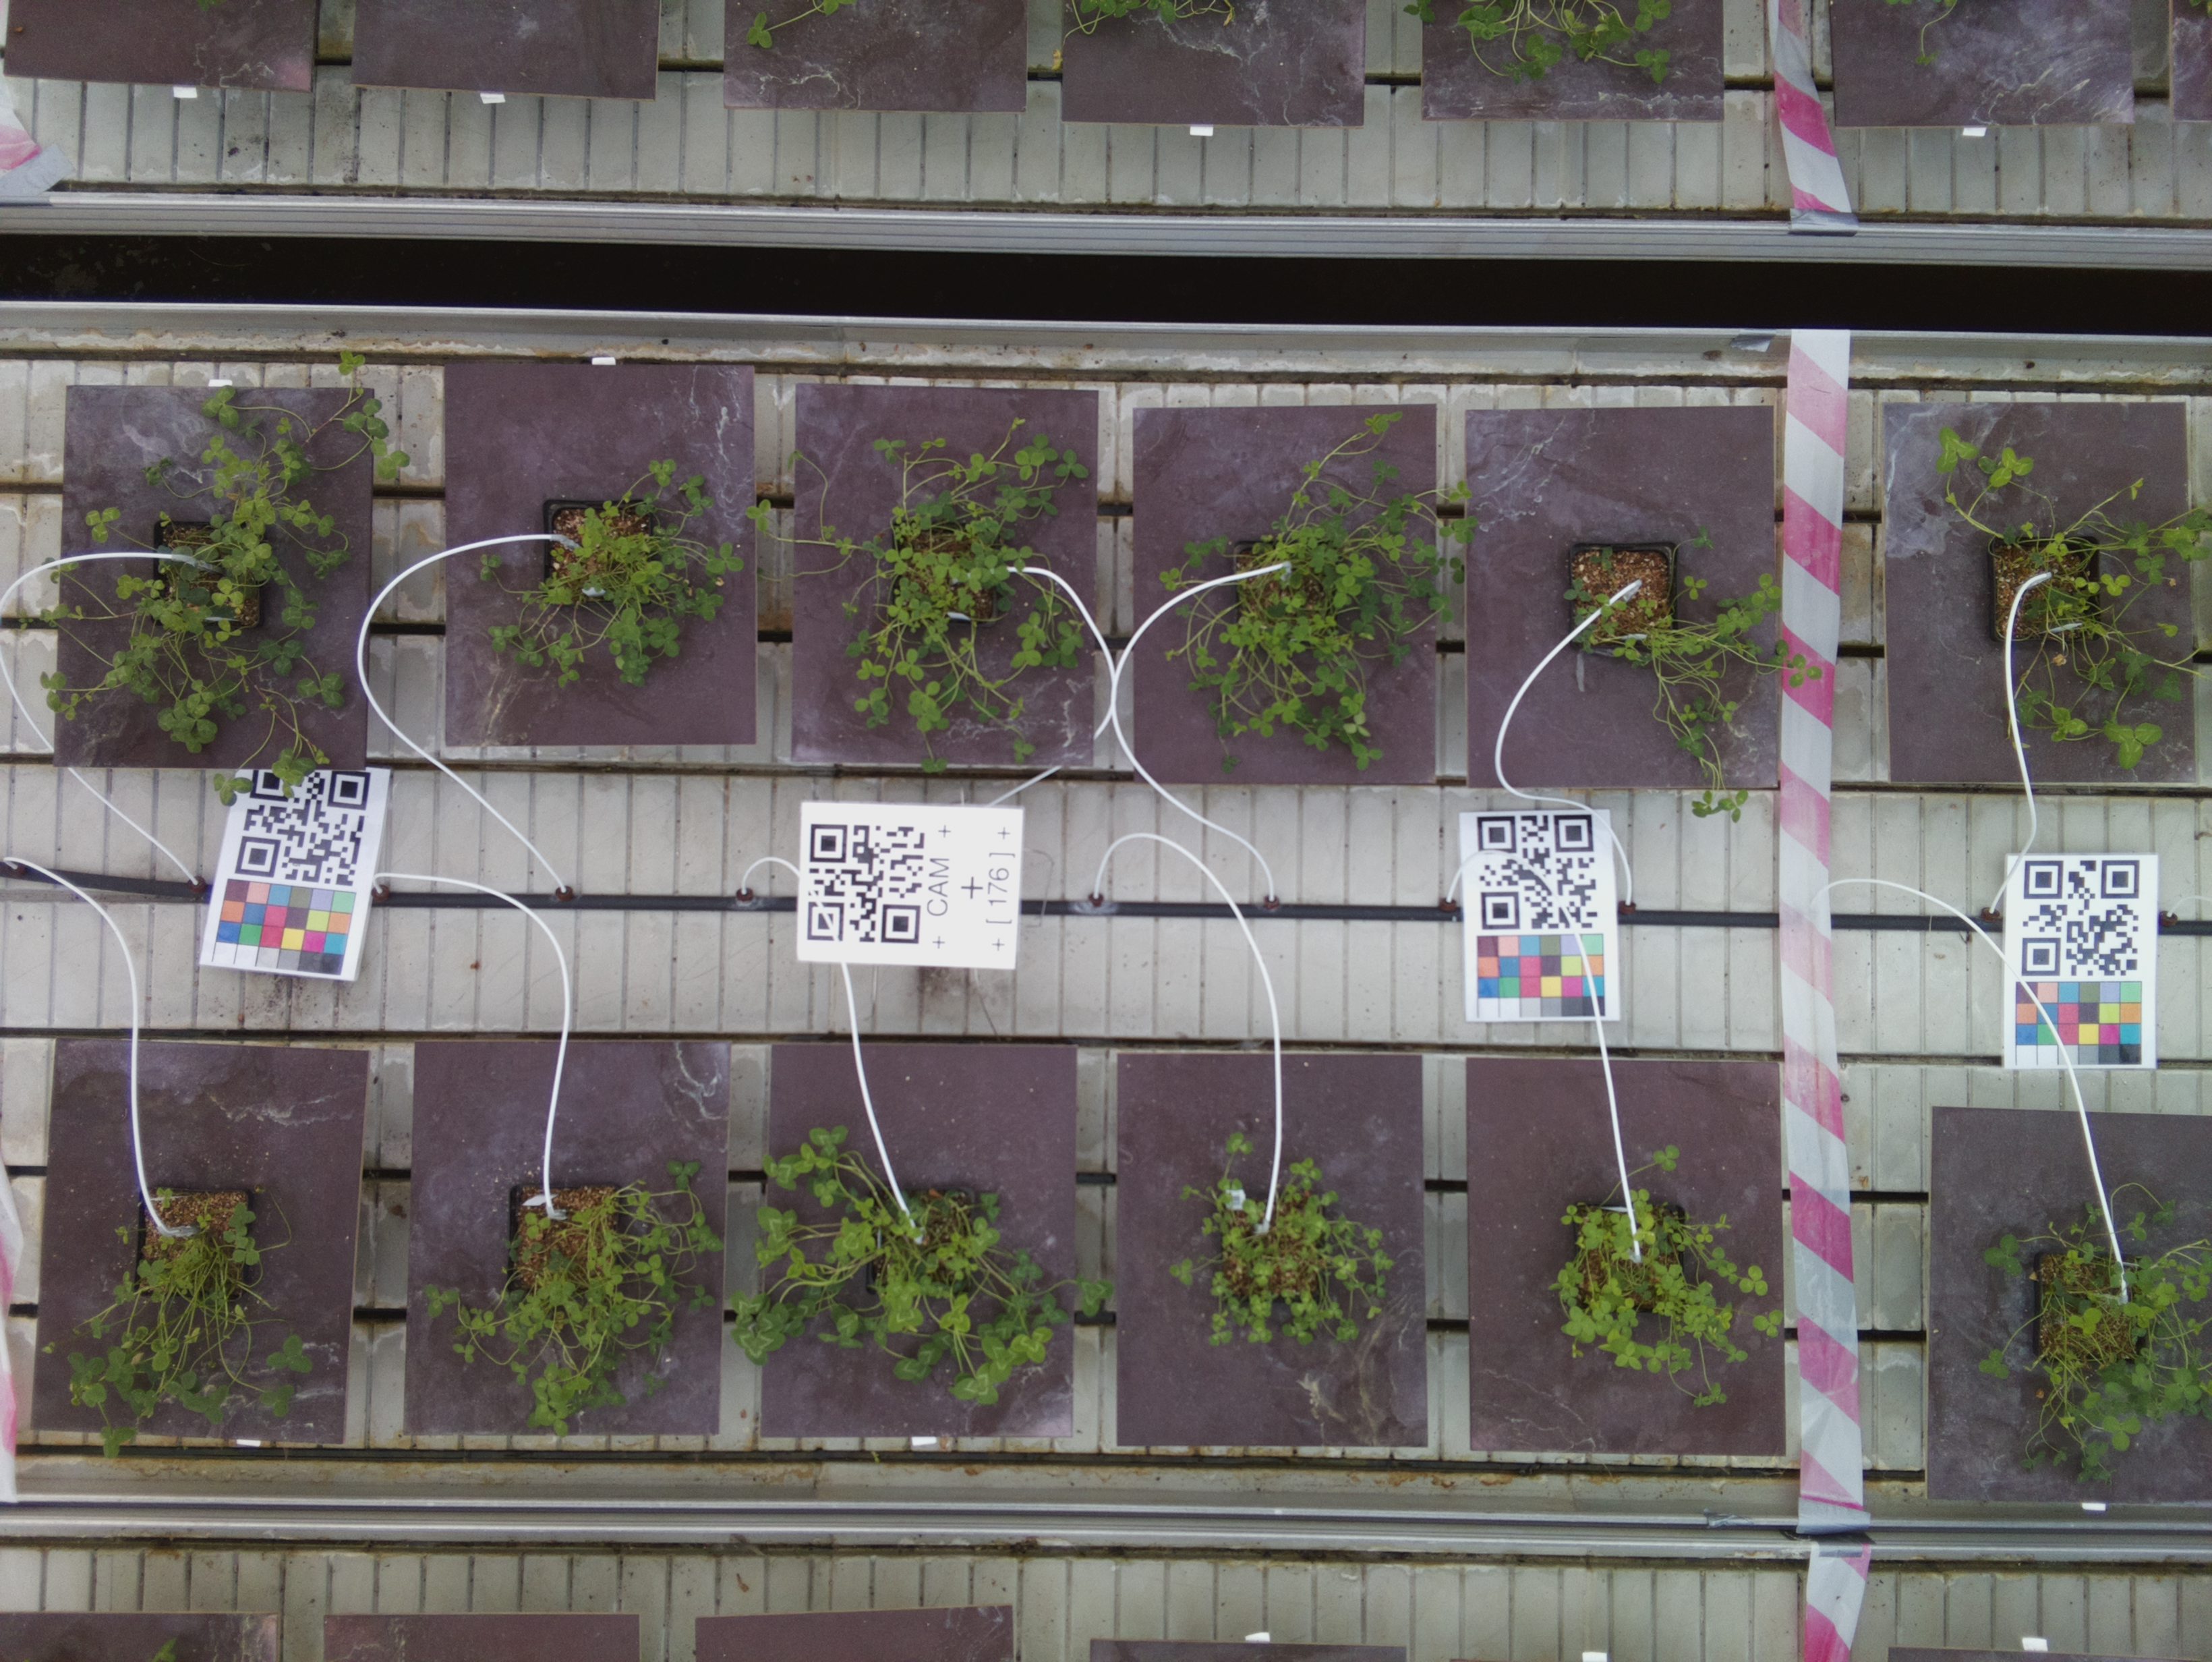 + CAM +
+
+ [ 176 ] +